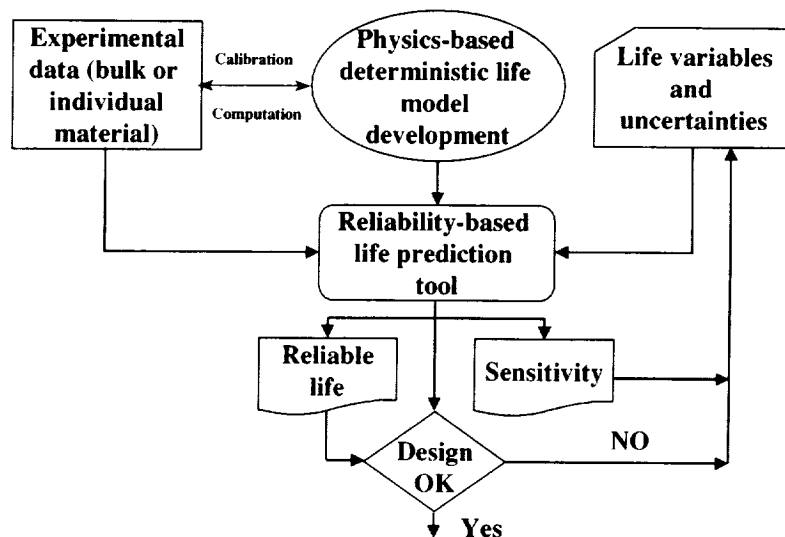 Experimental
data (bulk or
individual
material)
Calibration
Computation
Physics-based
deterministic life
model
development
Life variables
and
uncertainties
Reliability-based
life prediction
tool
Reliable
life
Sensitivity
Design
OK
NO
Yes